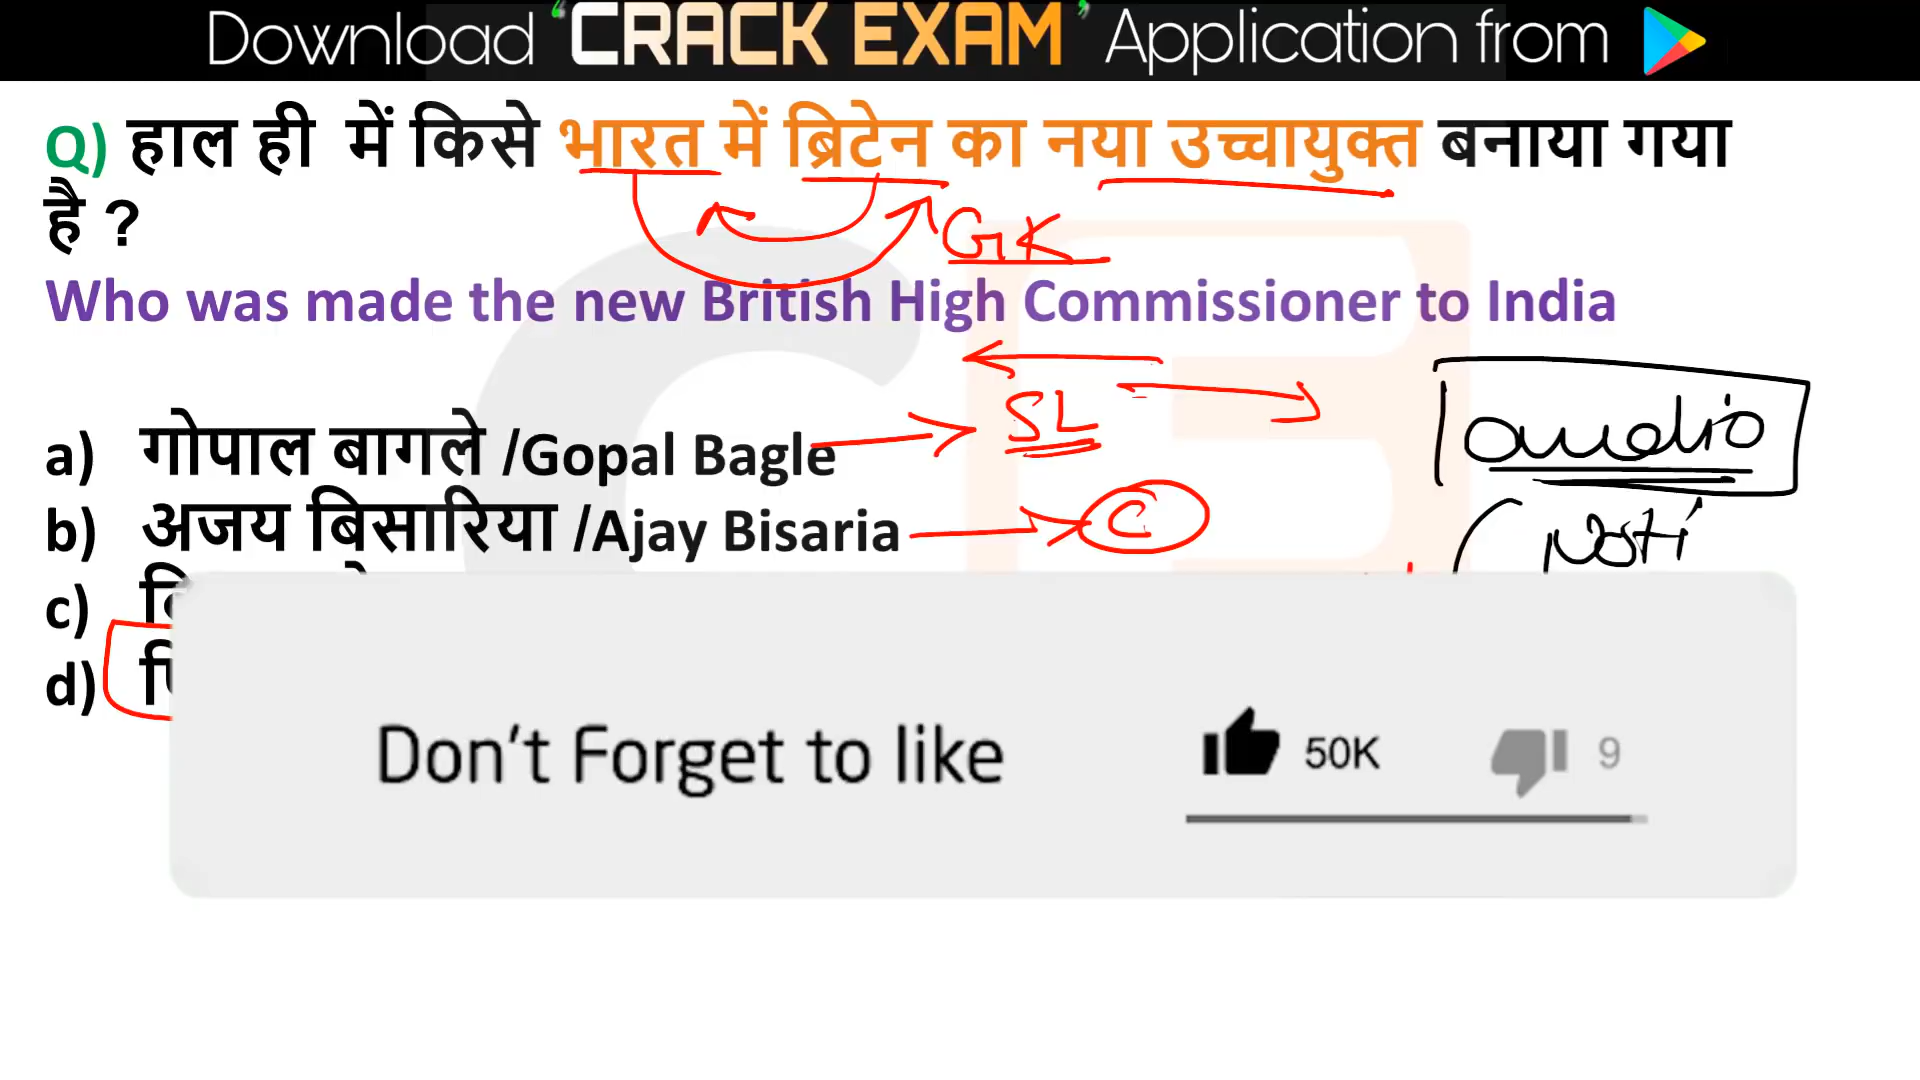 Download ‘CRACK EXAM’ Application from
Q) हाल ही में किसे भारत में ब्रिटेन का नया उच्चायुक्त बनाया गया
है ?
GK
Who was made the new British High Commissioner to India
SL
audio
a) गोपाल बागले /Gopal Bagle
b) अजय बिसारिया /Ajay Bisaria
C
c)
d)
Don't Forget to like 50K 9